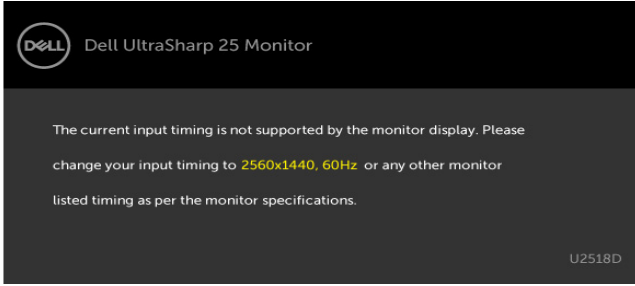 DELL Dell UltraSharp 25 Monitor
The current input timing is not supported by the monitor display. Please
change your input timing to 2560x1440, 60Hz or any other monitor
listed timing as per the monitor specifications.
U2518D